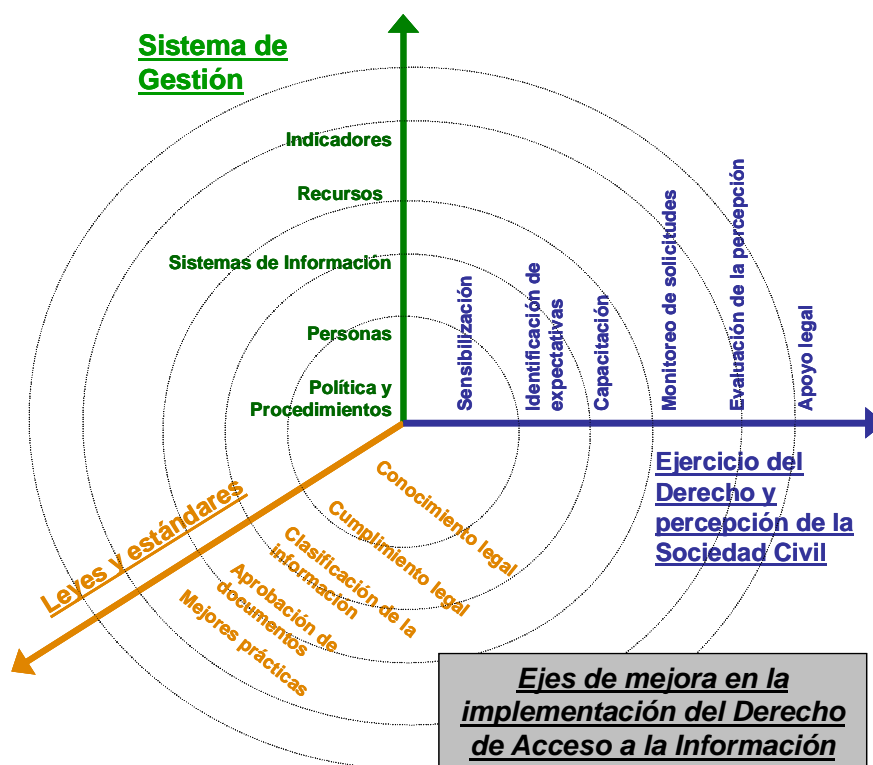 Sistema de
Gestión
Indicadores
Recursos
Sistemas de Información
Personas
Política y
Procedimientos
Sensibilización
Identificación de
expectativas
Capacitación
Monitoreo de solicitudes
Evaluación de la percepción
Apoyo legal
Ejercicio del
Derecho y
percepción de la
Sociedad Civil
Leyes y estándares
Conocimiento legal
Cumplimiento legal
Clasificación de la
información
Aprobación de
documentos
Mejores prácticas
Ejes de mejora en la
implementación del Derecho
de Acceso a la Información